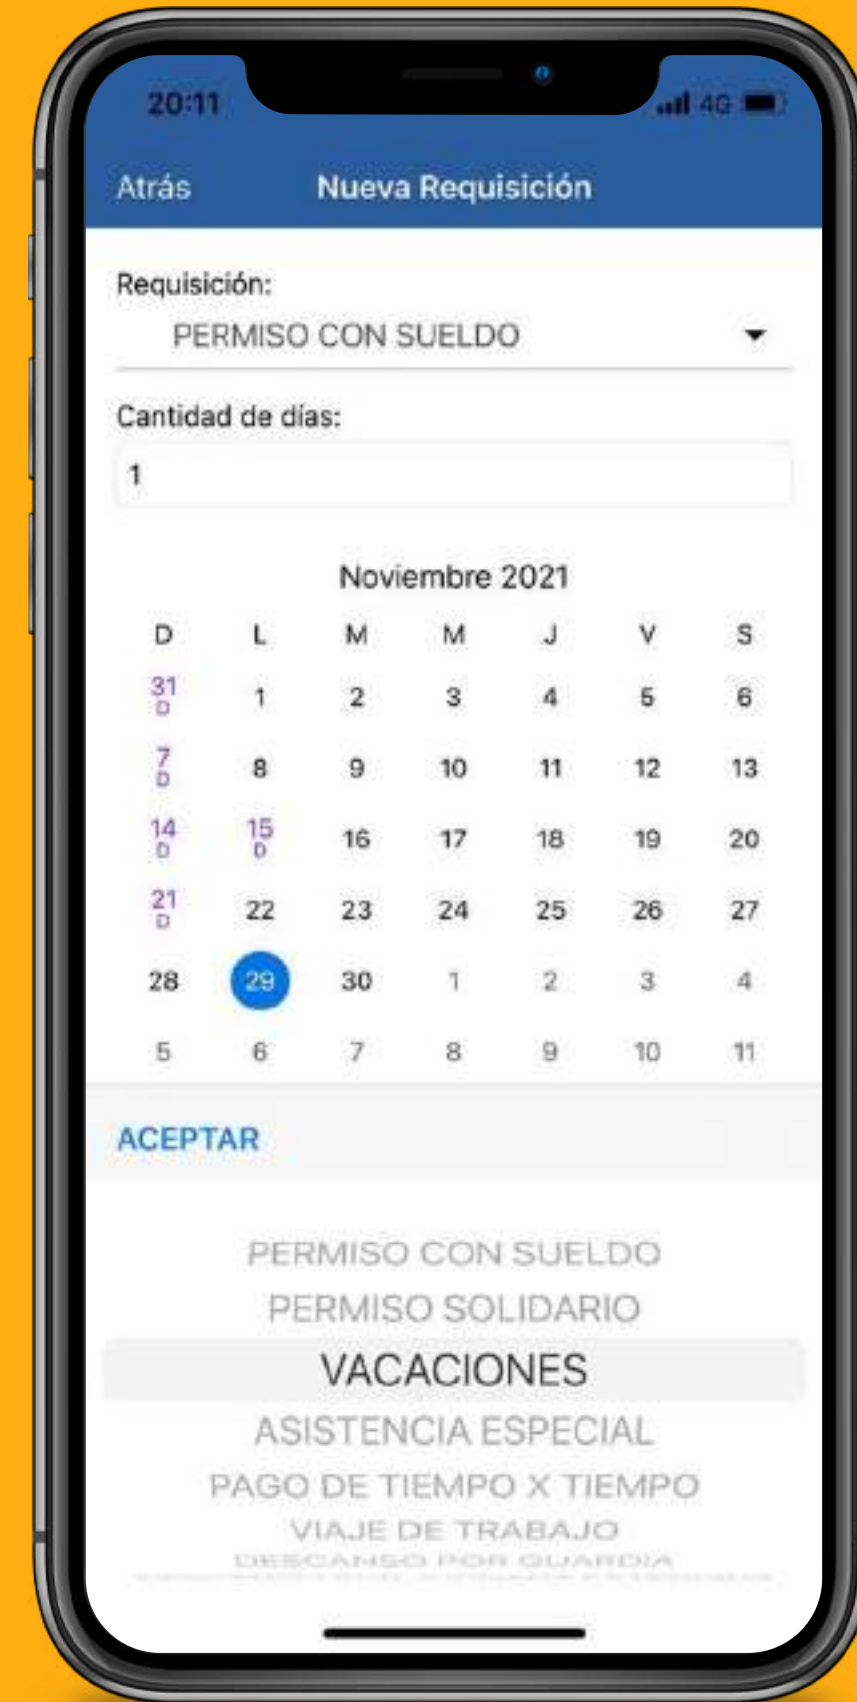 20:11 4G
Atrás Nueva Requisición
Requisición:
PERMISO CON SUELDO
Cantidad de días:
1
Noviembre 2021
D L M M J V S
31 1 2 3 4 5 6
D
7 8 9 10 11 12 13
D
14 15 16 17 18 19 20
D D
21 22 23 24 25 26 27
D
28 29 30 1 2 3 4
5 6 7 8 9 10 11
ACEPTAR
PERMISO CON SUELDO
PERMISO SOLIDARIO
VACACIONES
ASISTENCIA ESPECIAL
PAGO DE TIEMPO X TIEMPO
VIAJE DE TRABAJO
DESCANSO POR GUARDIA